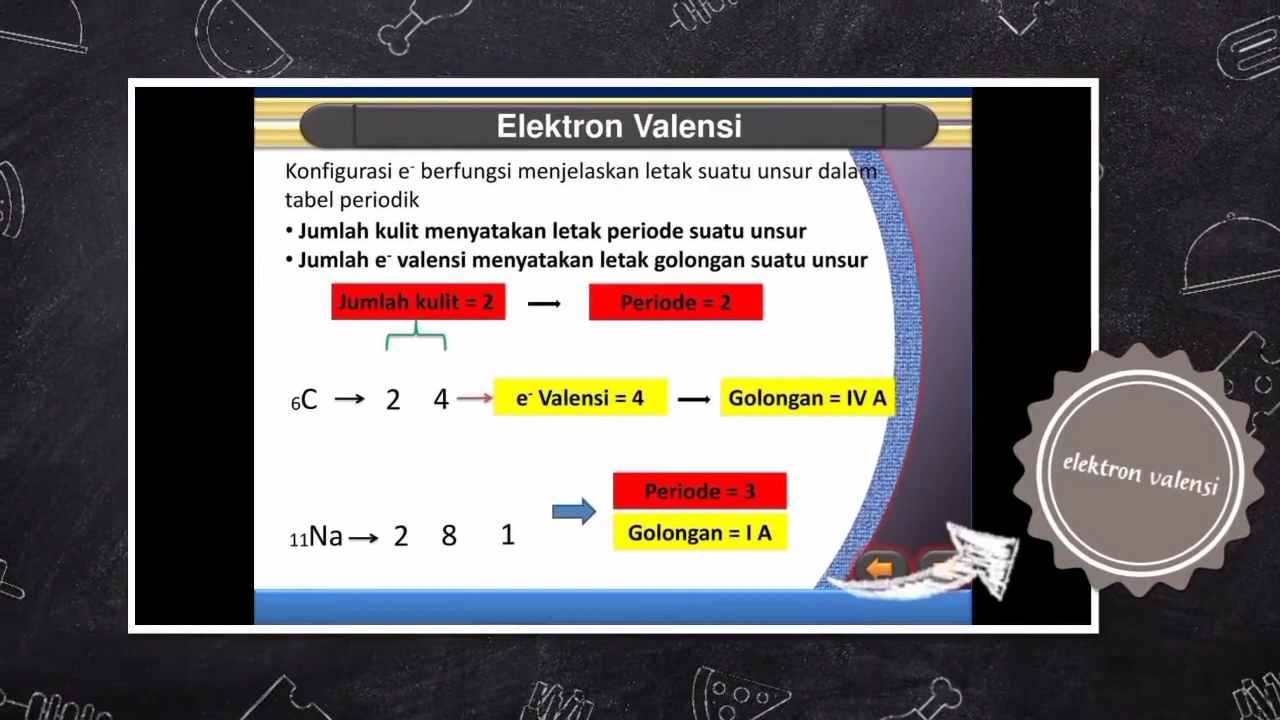 Elektron Valensi
Konfigurasi e⁻ berfungsi menjelaskan letak suatu unsur dalam
tabel periodik
• Jumlah kulit menyatakan letak periode suatu unsur
• Jumlah e⁻ valensi menyatakan letak golongan suatu unsur
Jumlah kulit = 2 → Periode = 2
₆C → 2 4 → e⁻ Valensi = 4 → Golongan = IV A
Periode = 3
₁₁Na → 2 8 1
Golongan = I A
elektron valensi